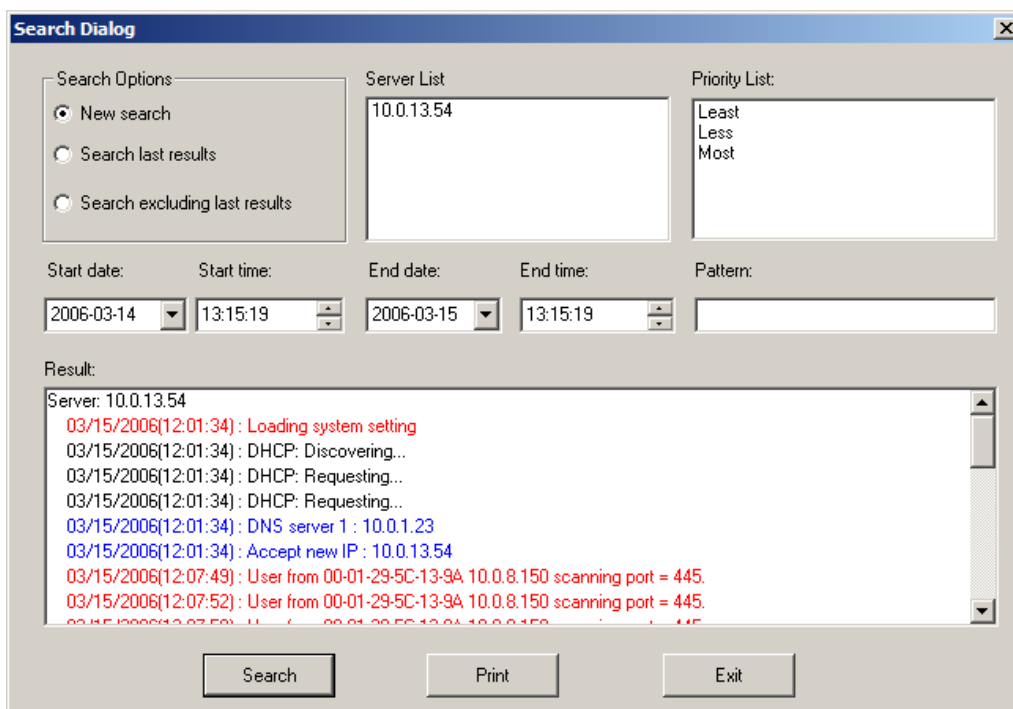 Search Dialog
Search Options
New search
Search last results
Search excluding last results
Server List
10.0.13.54
Priority List:
Least
Less
Most
Start date:
Start time:
End date:
End time:
Pattern:
2006-03-14
13:15:19
2006-03-15
13:15:19
Result:
Server: 10.0.13.54
03/15/2006(12:01:34) : Loading system setting
03/15/2006(12:01:34) : DHCP: Discovering...
03/15/2006(12:01:34) : DHCP: Requesting...
03/15/2006(12:01:34) : DHCP: Requesting...
03/15/2006(12:01:34) : DNS server 1 : 10.0.1.23
03/15/2006(12:01:34) : Accept new IP : 10.0.13.54
03/15/2006(12:07:49) : User from 00-01-29-5C-13-9A 10.0.8.150 scanning port = 445.
03/15/2006(12:07:52) : User from 00-01-29-5C-13-9A 10.0.8.150 scanning port = 445.
Search
Print
Exit